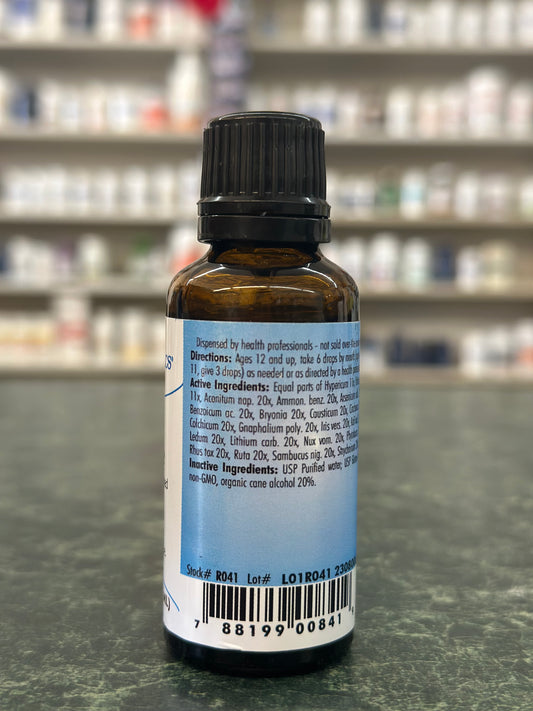 Dispensed by health professionals - not sold over-the
Directions: Ages 12 and up, take 6 drops by mouth
11, give 3 drops) as needed or as directed by a health
Active Ingredients: Equal parts of Hypericum
11x, Aconitum nap. 20x, Ammon. benz. 20x,
Benzoicum ac. 20x, Bryonia 20x, Causticum 20x,
Colchicum 20x, Gnaphalium poly. 20x, Iris vers. 20x,
Ledum 20x, Lithium carb. 20x, Nux vom. 20x,
Rhus tox 20x, Ruta 20x, Sambucus nig. 20x,
Inactive Ingredients: USP Purified water; USP
non-GMO, organic cane alcohol 20%.
Stock# R041 Lot# L01R041
7 88199 00841